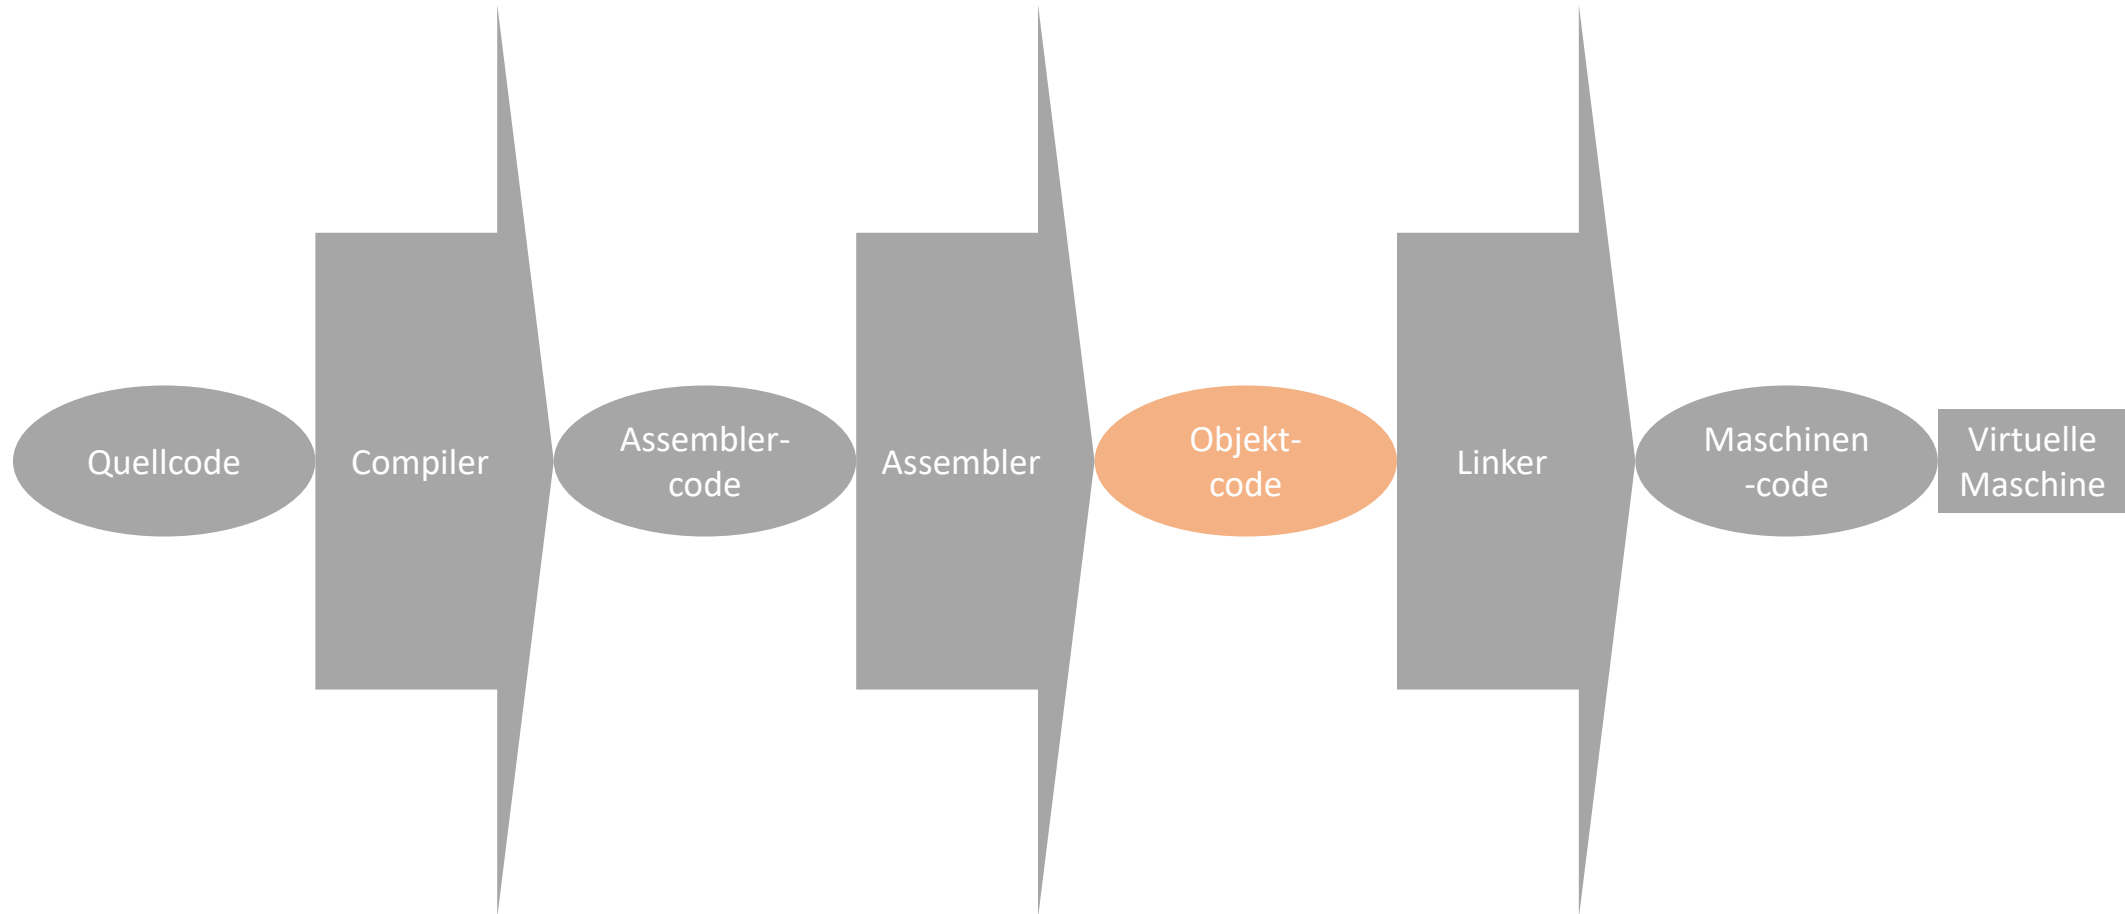 Quellcode
Compiler
Assembler-
code
Assembler
Objekt-
code
Linker
Maschinen
-code
Virtuelle
Maschine